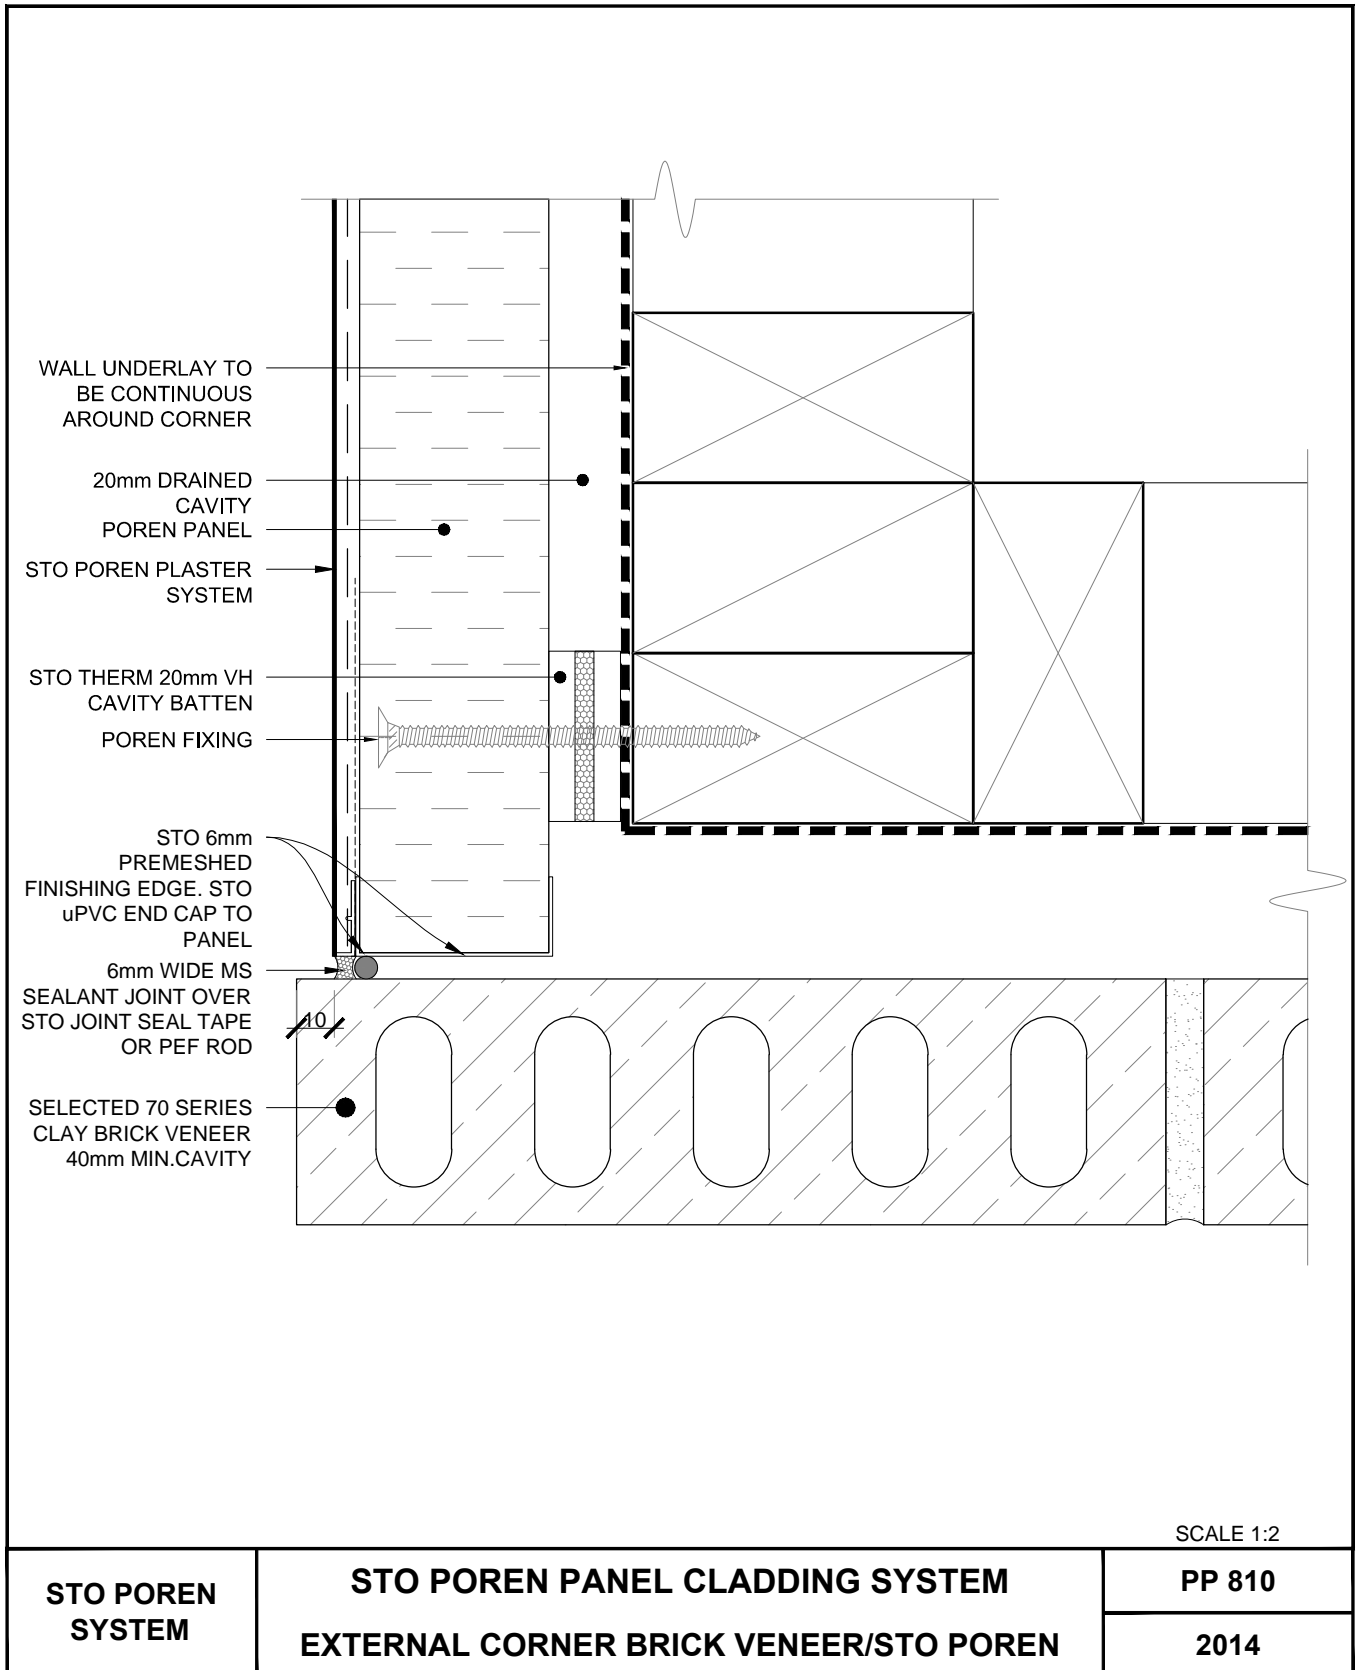 WALL UNDERLAY TO
BE CONTINUOUS
AROUND CORNER
20mm DRAINED
CAVITY
POREN PANEL
STO POREN PLASTER
SYSTEM
STO THERM 20mm VH
CAVITY BATTEN
POREN FIXING
STO 6mm
PREMESHED
FINISHING EDGE. STO
uPVC END CAP TO
PANEL
6mm WIDE MS
SEALANT JOINT OVER
STO JOINT SEAL TAPE
OR PEF ROD
10
SELECTED 70 SERIES
CLAY BRICK VENEER
40mm MIN.CAVITY
SCALE 1:2
STO POREN
SYSTEM
STO POREN PANEL CLADDING SYSTEM
EXTERNAL CORNER BRICK VENEER/STO POREN
PP 810
2014